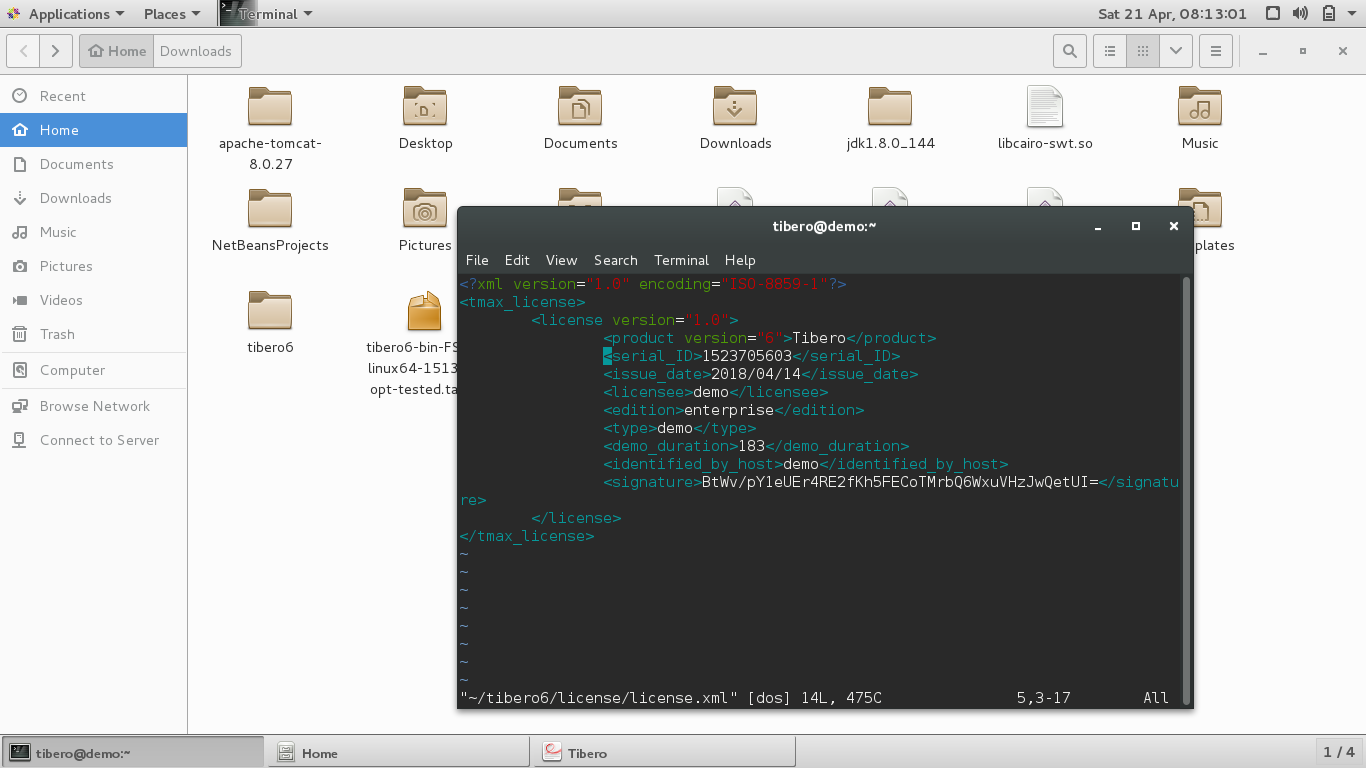 Applications Places Terminal Sat 21 Apr, 08:13:01
Home Downloads
Recent
Home
Documents
Downloads
Music
Pictures
Videos
Trash
Computer
Browse Network
Connect to Server
apache-tomcat-
8.0.27
Desktop
Documents
Downloads
jdk1.8.0_144
libcairo-swt.so
Music
NetBeansProjects
Pictures
plates
tibero6
tibero6-bin-FS
linux64-1513
opt-tested.ta
tibero@demo:~
File Edit View Search Terminal Help
<?xml version="1.0" encoding="ISO-8859-1"?>
<tmax_license>
<license version="1.0">
<product version="6">Tibero</product>
<serial_ID>1523705603</serial_ID>
<issue_date>2018/04/14</issue_date>
<licensee>demo</licensee>
<edition>enterprise</edition>
<type>demo</type>
<demo_duration>183</demo_duration>
<identified_by_host>demo</identified_by_host>
<signature>BtWv/pY1eUEr4RE2fKh5FECoTMrbQ6WxuVHzJwQetUI=</signatu
re>
</license>
</tmax_license>
~
~
~
~
~
~
~
~
"~/tibero6/license/license.xml" [dos] 14L, 475C 5,3-17 All
tibero@demo:~ Home Tibero 1 / 4